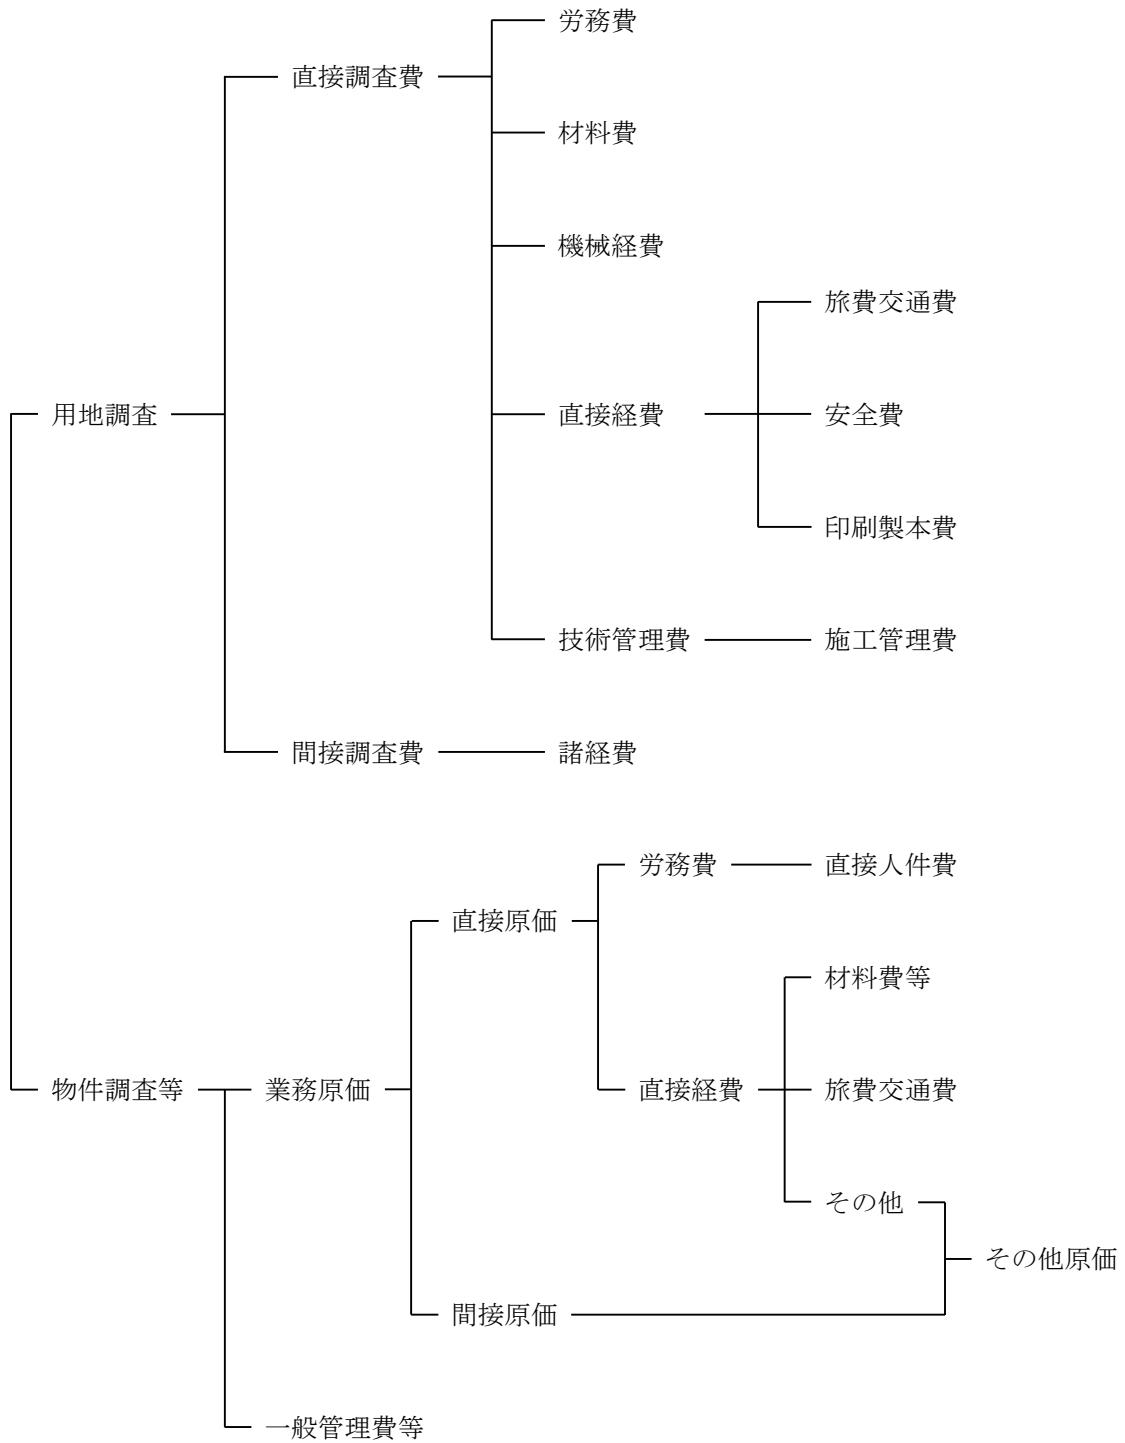 労務費
直接調査費
材料費
機械経費
旅費交通費
用地調査
直接経費
安全費
印刷製本費
技術管理費
施工管理費
間接調査費
諸経費
労務費
直接人件費
直接原価
材料費等
物件調査等
業務原価
直接経費
旅費交通費
その他
その他原価
間接原価
一般管理費等